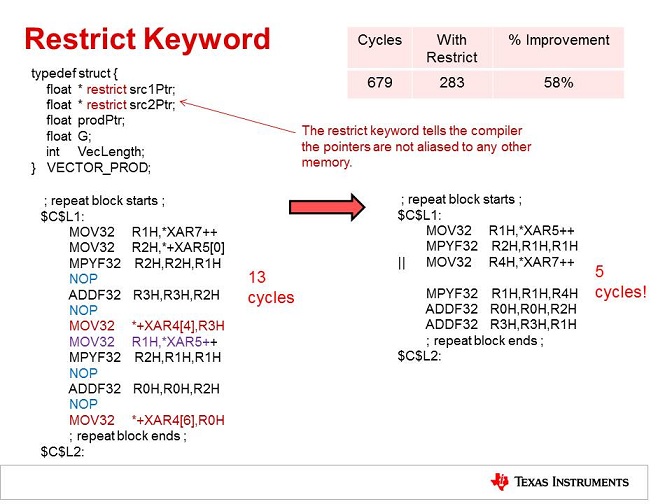 Restrict Keyword
Cycles With Restrict % Improvement
679 283 58%
typedef struct {
float * restrict src1Ptr;
float * restrict src2Ptr;
float prodPtr;
float G;
int VecLength;
} VECTOR_PROD;
The restrict keyword tells the compiler
the pointers are not aliased to any other
memory.
; repeat block starts ;
$C$L1:
MOV32 R1H,*XAR7++
MOV32 R2H,*+XAR5[0]
MPYF32 R2H,R2H,R1H
NOP
ADDF32 R3H,R3H,R2H
NOP
MOV32 *+XAR4[4],R3H
MOV32 R1H,*XAR5++
MPYF32 R2H,R1H,R1H
NOP
ADDF32 R0H,R0H,R2H
NOP
MOV32 *+XAR4[6],R0H
; repeat block ends ;
$C$L2:
13
cycles
; repeat block starts ;
$C$L1:
MOV32 R1H,*XAR5++
MPYF32 R2H,R1H,R1H
|| MOV32 R4H,*XAR7++
MPYF32 R1H,R1H,R4H
ADDF32 R0H,R0H,R2H
ADDF32 R3H,R3H,R1H
; repeat block ends ;
$C$L2:
5
cycles!
TEXAS INSTRUMENTS